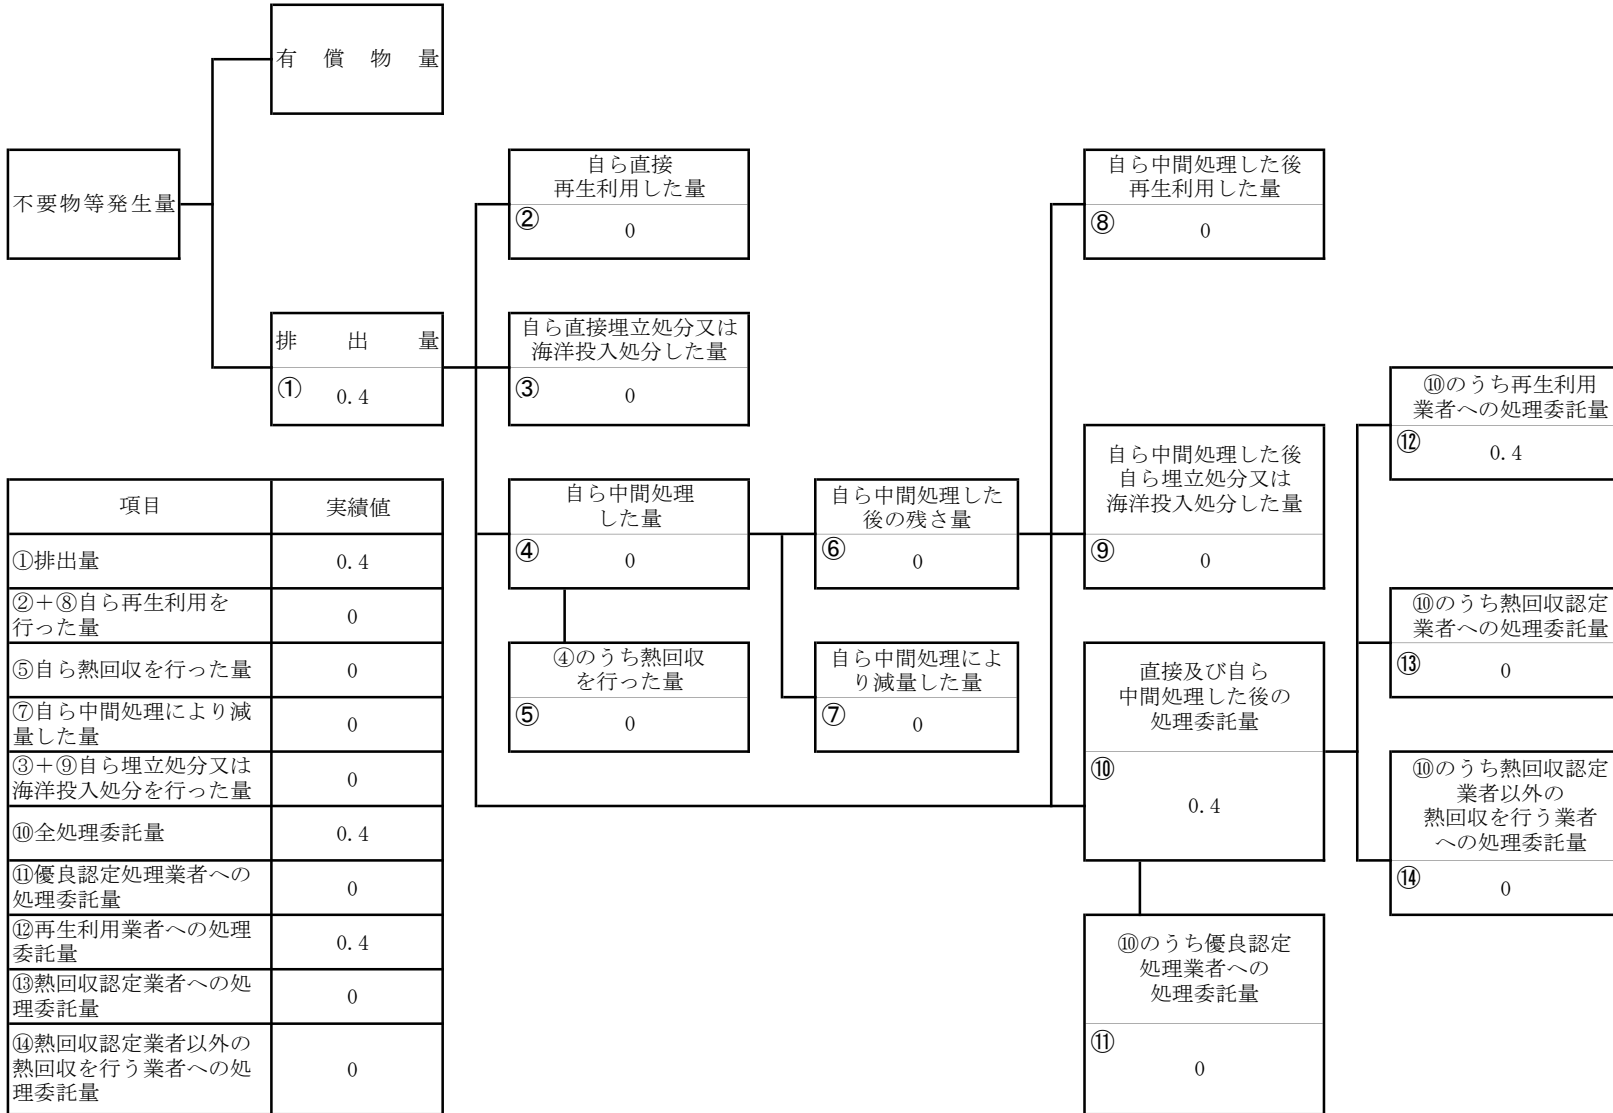 有償物量
不要物等発生量
排出量
①
0.4
自ら直接
再生利用した量
②
0
自ら直接埋立処分又は
海洋投入処分した量
③
0
自ら中間処理
した量
④
0
④のうち熱回収
を行った量
⑤
0
自ら中間処理した
後の残さ量
⑥
0
自ら中間処理によ
り減量した量
⑦
0
自ら中間処理した後
再生利用した量
⑧
0
自ら中間処理した後
自ら埋立処分又は
海洋投入処分した量
⑨
0
直接及び自ら
中間処理した後の
処理委託量
⑩
0.4
⑩のうち優良認定
処理業者への
処理委託量
⑪
0
⑩のうち再生利用
業者への処理委託量
⑫
0.4
⑩のうち熱回収認定
業者への処理委託量
⑬
0
⑩のうち熱回収認定
業者以外の
熱回収を行う業者
への処理委託量
⑭
0
項目 実績値
①排出量 0.4
②+⑧自ら再生利用を
行った量
0
⑤自ら熱回収を行った量 0
⑦自ら中間処理により減
量した量
0
③+⑨自ら埋立処分又は
海洋投入処分を行った量
0
⑩全処理委託量 0.4
⑪優良認定処理業者への
処理委託量
0
⑫再生利用業者への処理
委託量
0.4
⑬熱回収認定業者への処
理委託量
0
⑭熱回収認定業者以外の
熱回収を行う業者への処
理委託量
0